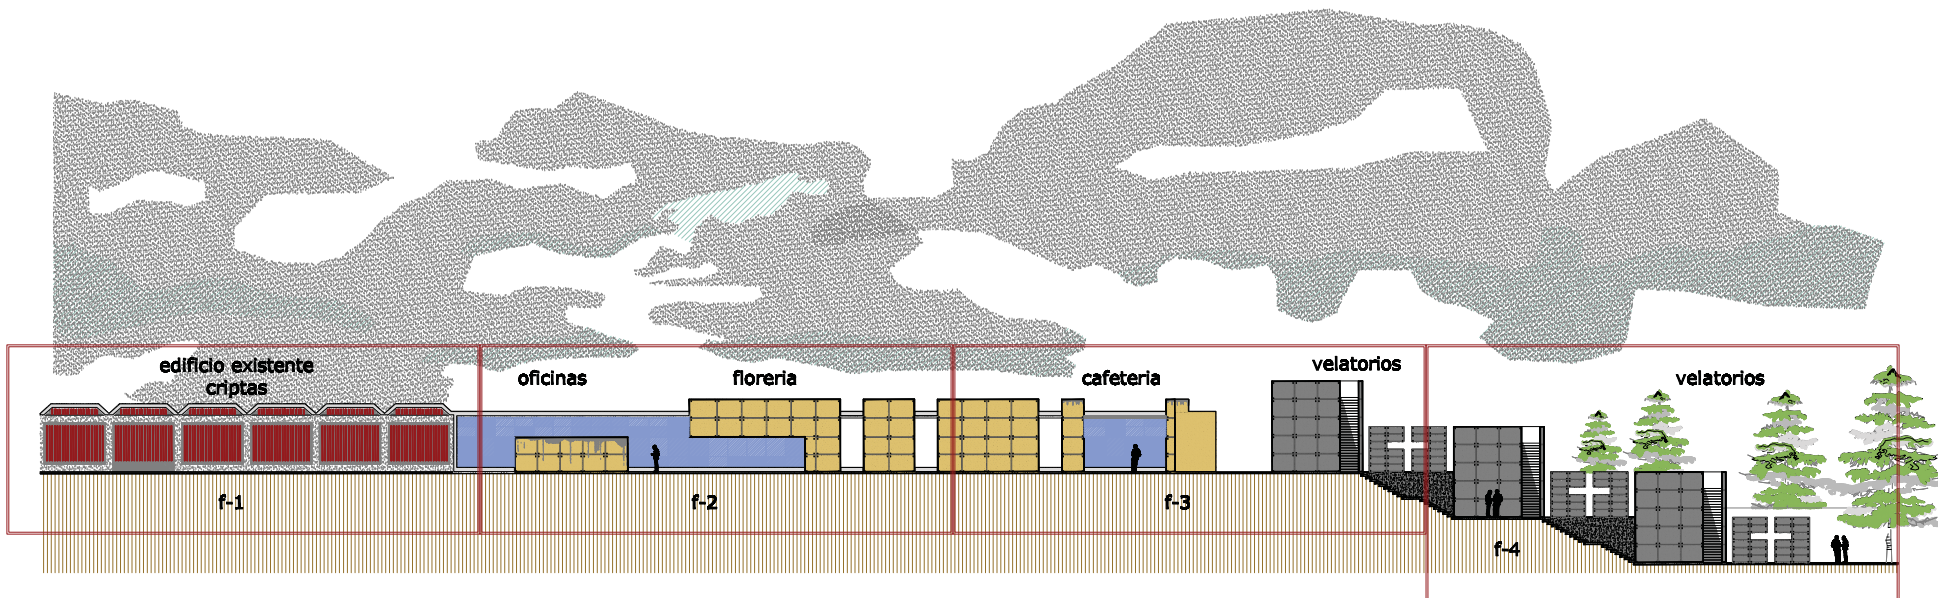 edificio existente
criptas
oficinas
floreria
cafeteria
velatorios
velatorios
f-1
f-2
f-3
f-4